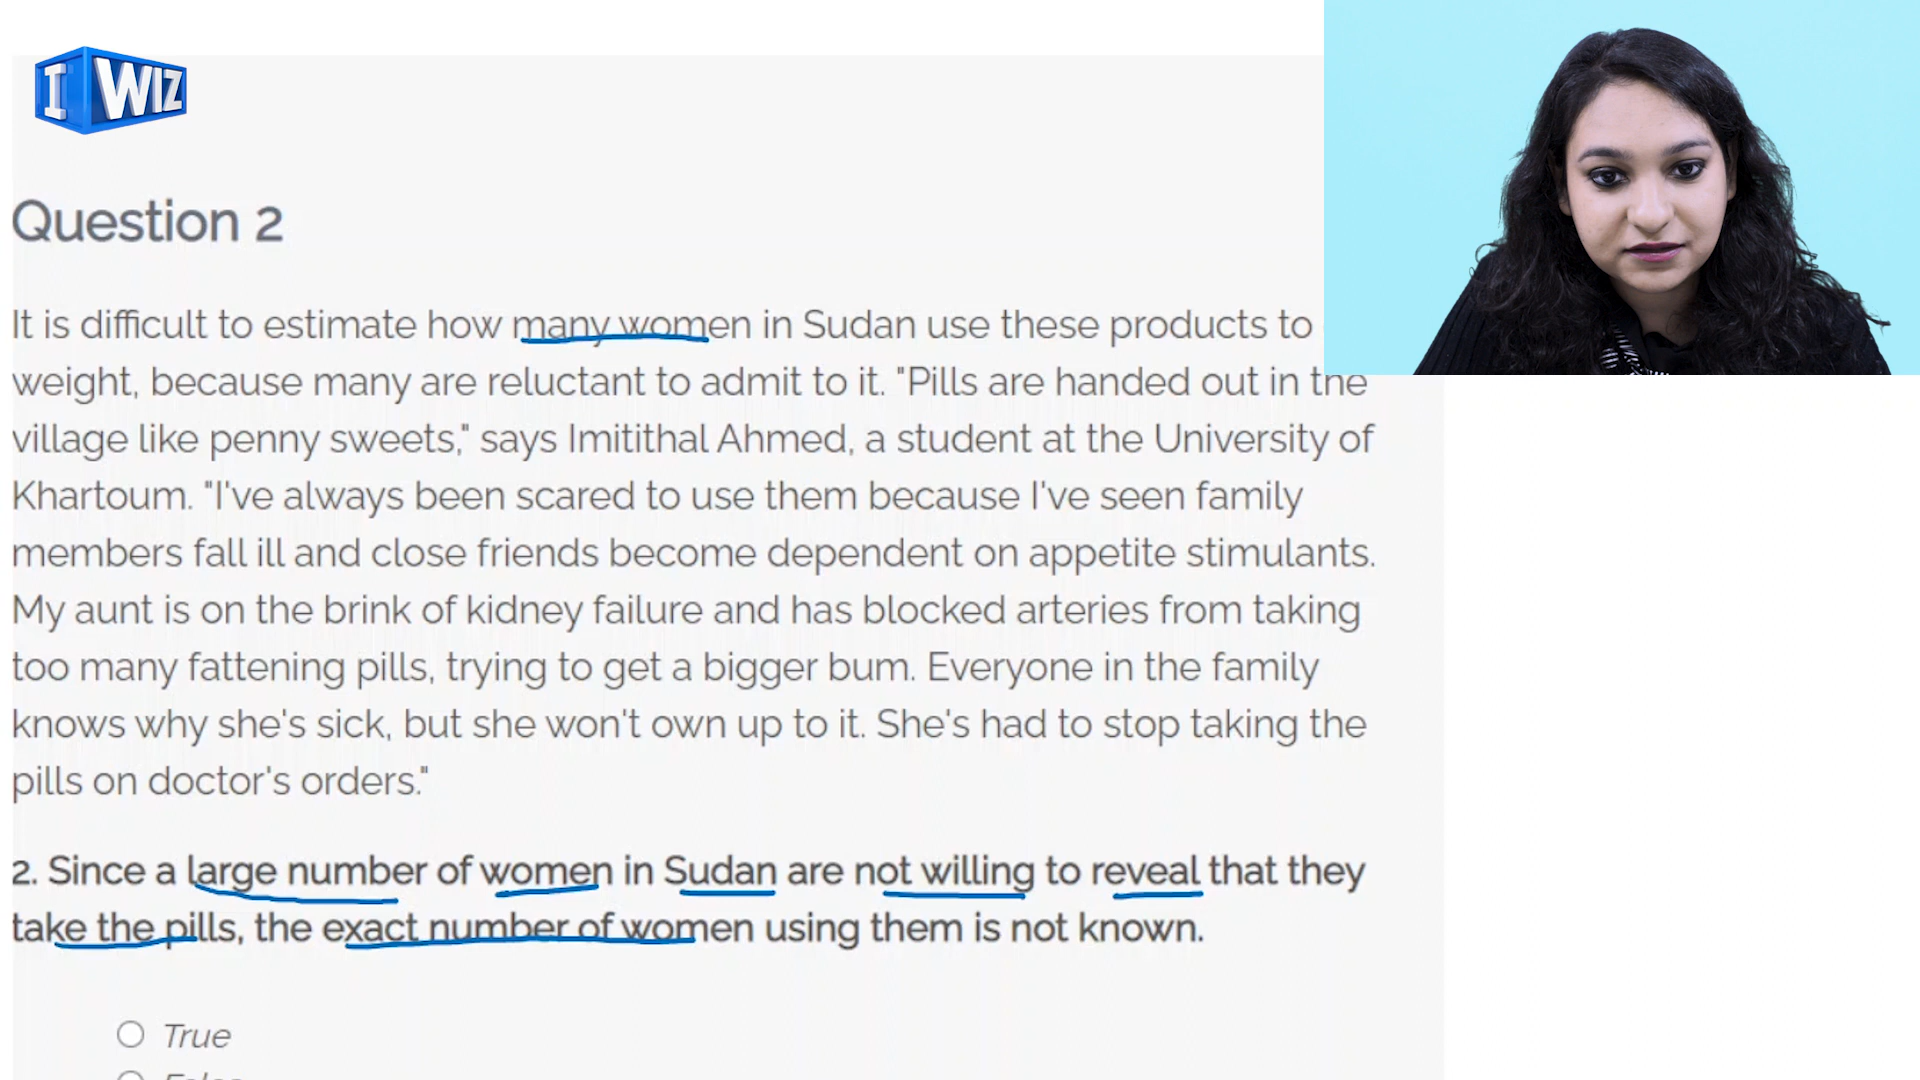 I WIZ
Question 2
It is difficult to estimate how many women in Sudan use these products to
weight, because many are reluctant to admit to it. "Pills are handed out in the
village like penny sweets," says Imitithal Ahmed, a student at the University of
Khartoum. "I've always been scared to use them because I've seen family
members fall ill and close friends become dependent on appetite stimulants.
My aunt is on the brink of kidney failure and has blocked arteries from taking
too many fattening pills, trying to get a bigger bum. Everyone in the family
knows why she's sick, but she won't own up to it. She's had to stop taking the
pills on doctor's orders."
2. Since a large number of women in Sudan are not willing to reveal that they
take the pills, the exact number of women using them is not known.
True